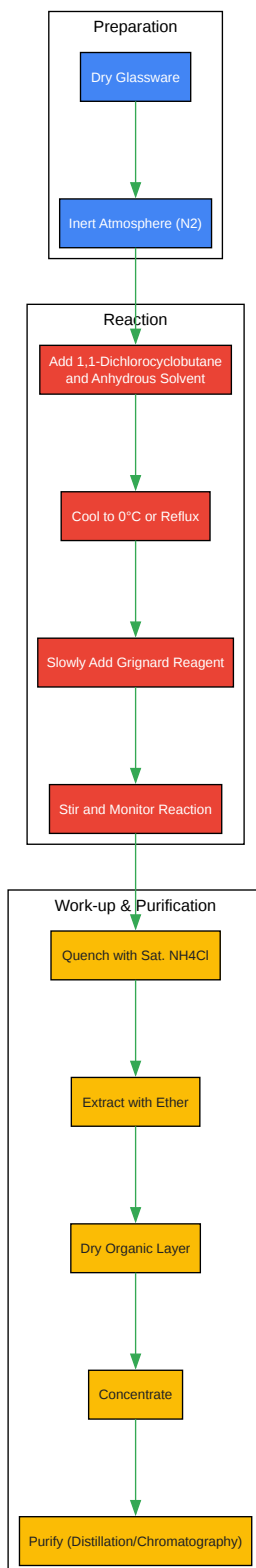 Preparation
Dry Glassware
Inert Atmosphere (N2)
Reaction
Add 1,1-Dichlorocyclobutane
and Anhydrous Solvent
Cool to 0°C or Reflux
Slowly Add Grignard Reagent
Stir and Monitor Reaction
Work-up & Purification
Quench with Sat. NH4Cl
Extract with Ether
Dry Organic Layer
Concentrate
Purify (Distillation/Chromatography)